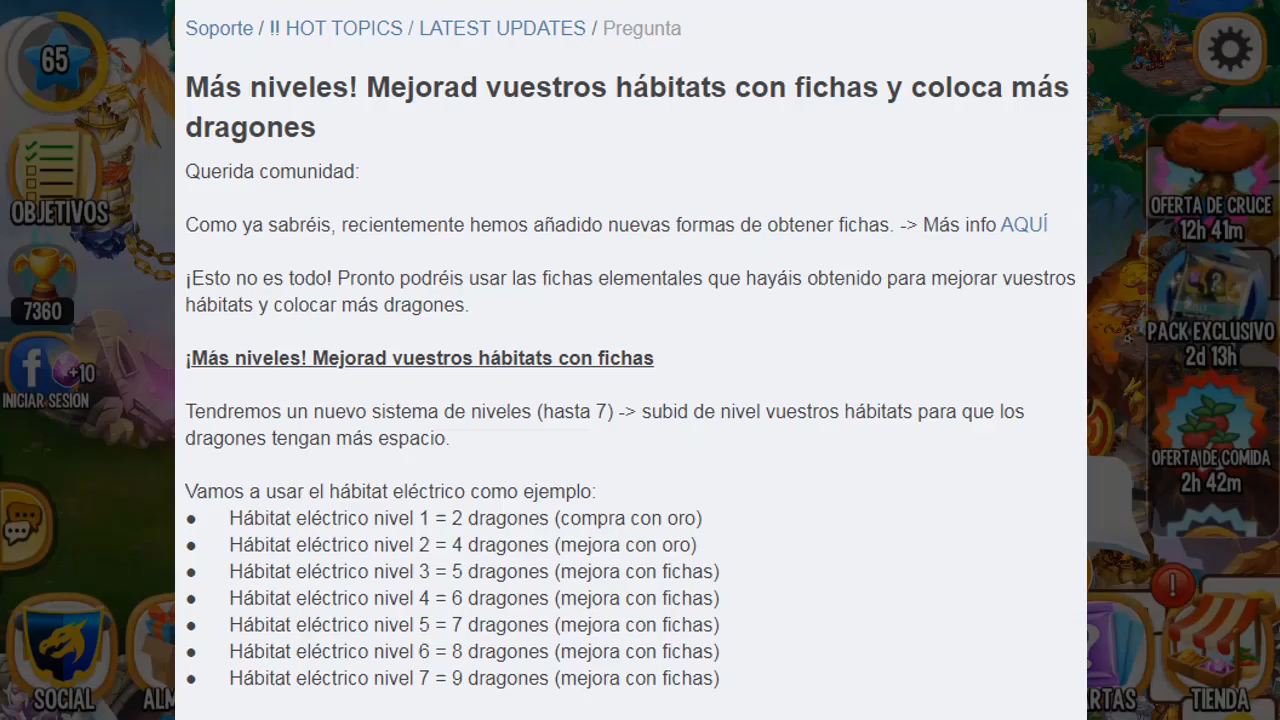 Soporte / !! HOT TOPICS / LATEST UPDATES / Pregunta
Más niveles! Mejorad vuestros hábitats con fichas y coloca más
dragones
Querida comunidad:
Como ya sabréis, recientemente hemos añadido nuevas formas de obtener fichas. -> Más info AQUÍ
¡Esto no es todo! Pronto podréis usar las fichas elementales que hayáis obtenido para mejorar vuestros
hábitats y colocar más dragones.
¡Más niveles! Mejorad vuestros hábitats con fichas
Tendremos un nuevo sistema de niveles (hasta 7) -> subid de nivel vuestros hábitats para que los
dragones tengan más espacio.
Vamos a usar el hábitat eléctrico como ejemplo:
● Hábitat eléctrico nivel 1 = 2 dragones (compra con oro)
● Hábitat eléctrico nivel 2 = 4 dragones (mejora con oro)
● Hábitat eléctrico nivel 3 = 5 dragones (mejora con fichas)
● Hábitat eléctrico nivel 4 = 6 dragones (mejora con fichas)
● Hábitat eléctrico nivel 5 = 7 dragones (mejora con fichas)
● Hábitat eléctrico nivel 6 = 8 dragones (mejora con fichas)
● Hábitat eléctrico nivel 7 = 9 dragones (mejora con fichas)
65
OBJETIVOS
7360
f +10
INICIAR SESIÓN
SOCIAL
ALM
OFERTA DE CRUCE
12h 41m
PACK EXCLUSIVO
2d 13h
OFERTA DE COMIDA
2h 42m
!
?
RTAS
TIENDA